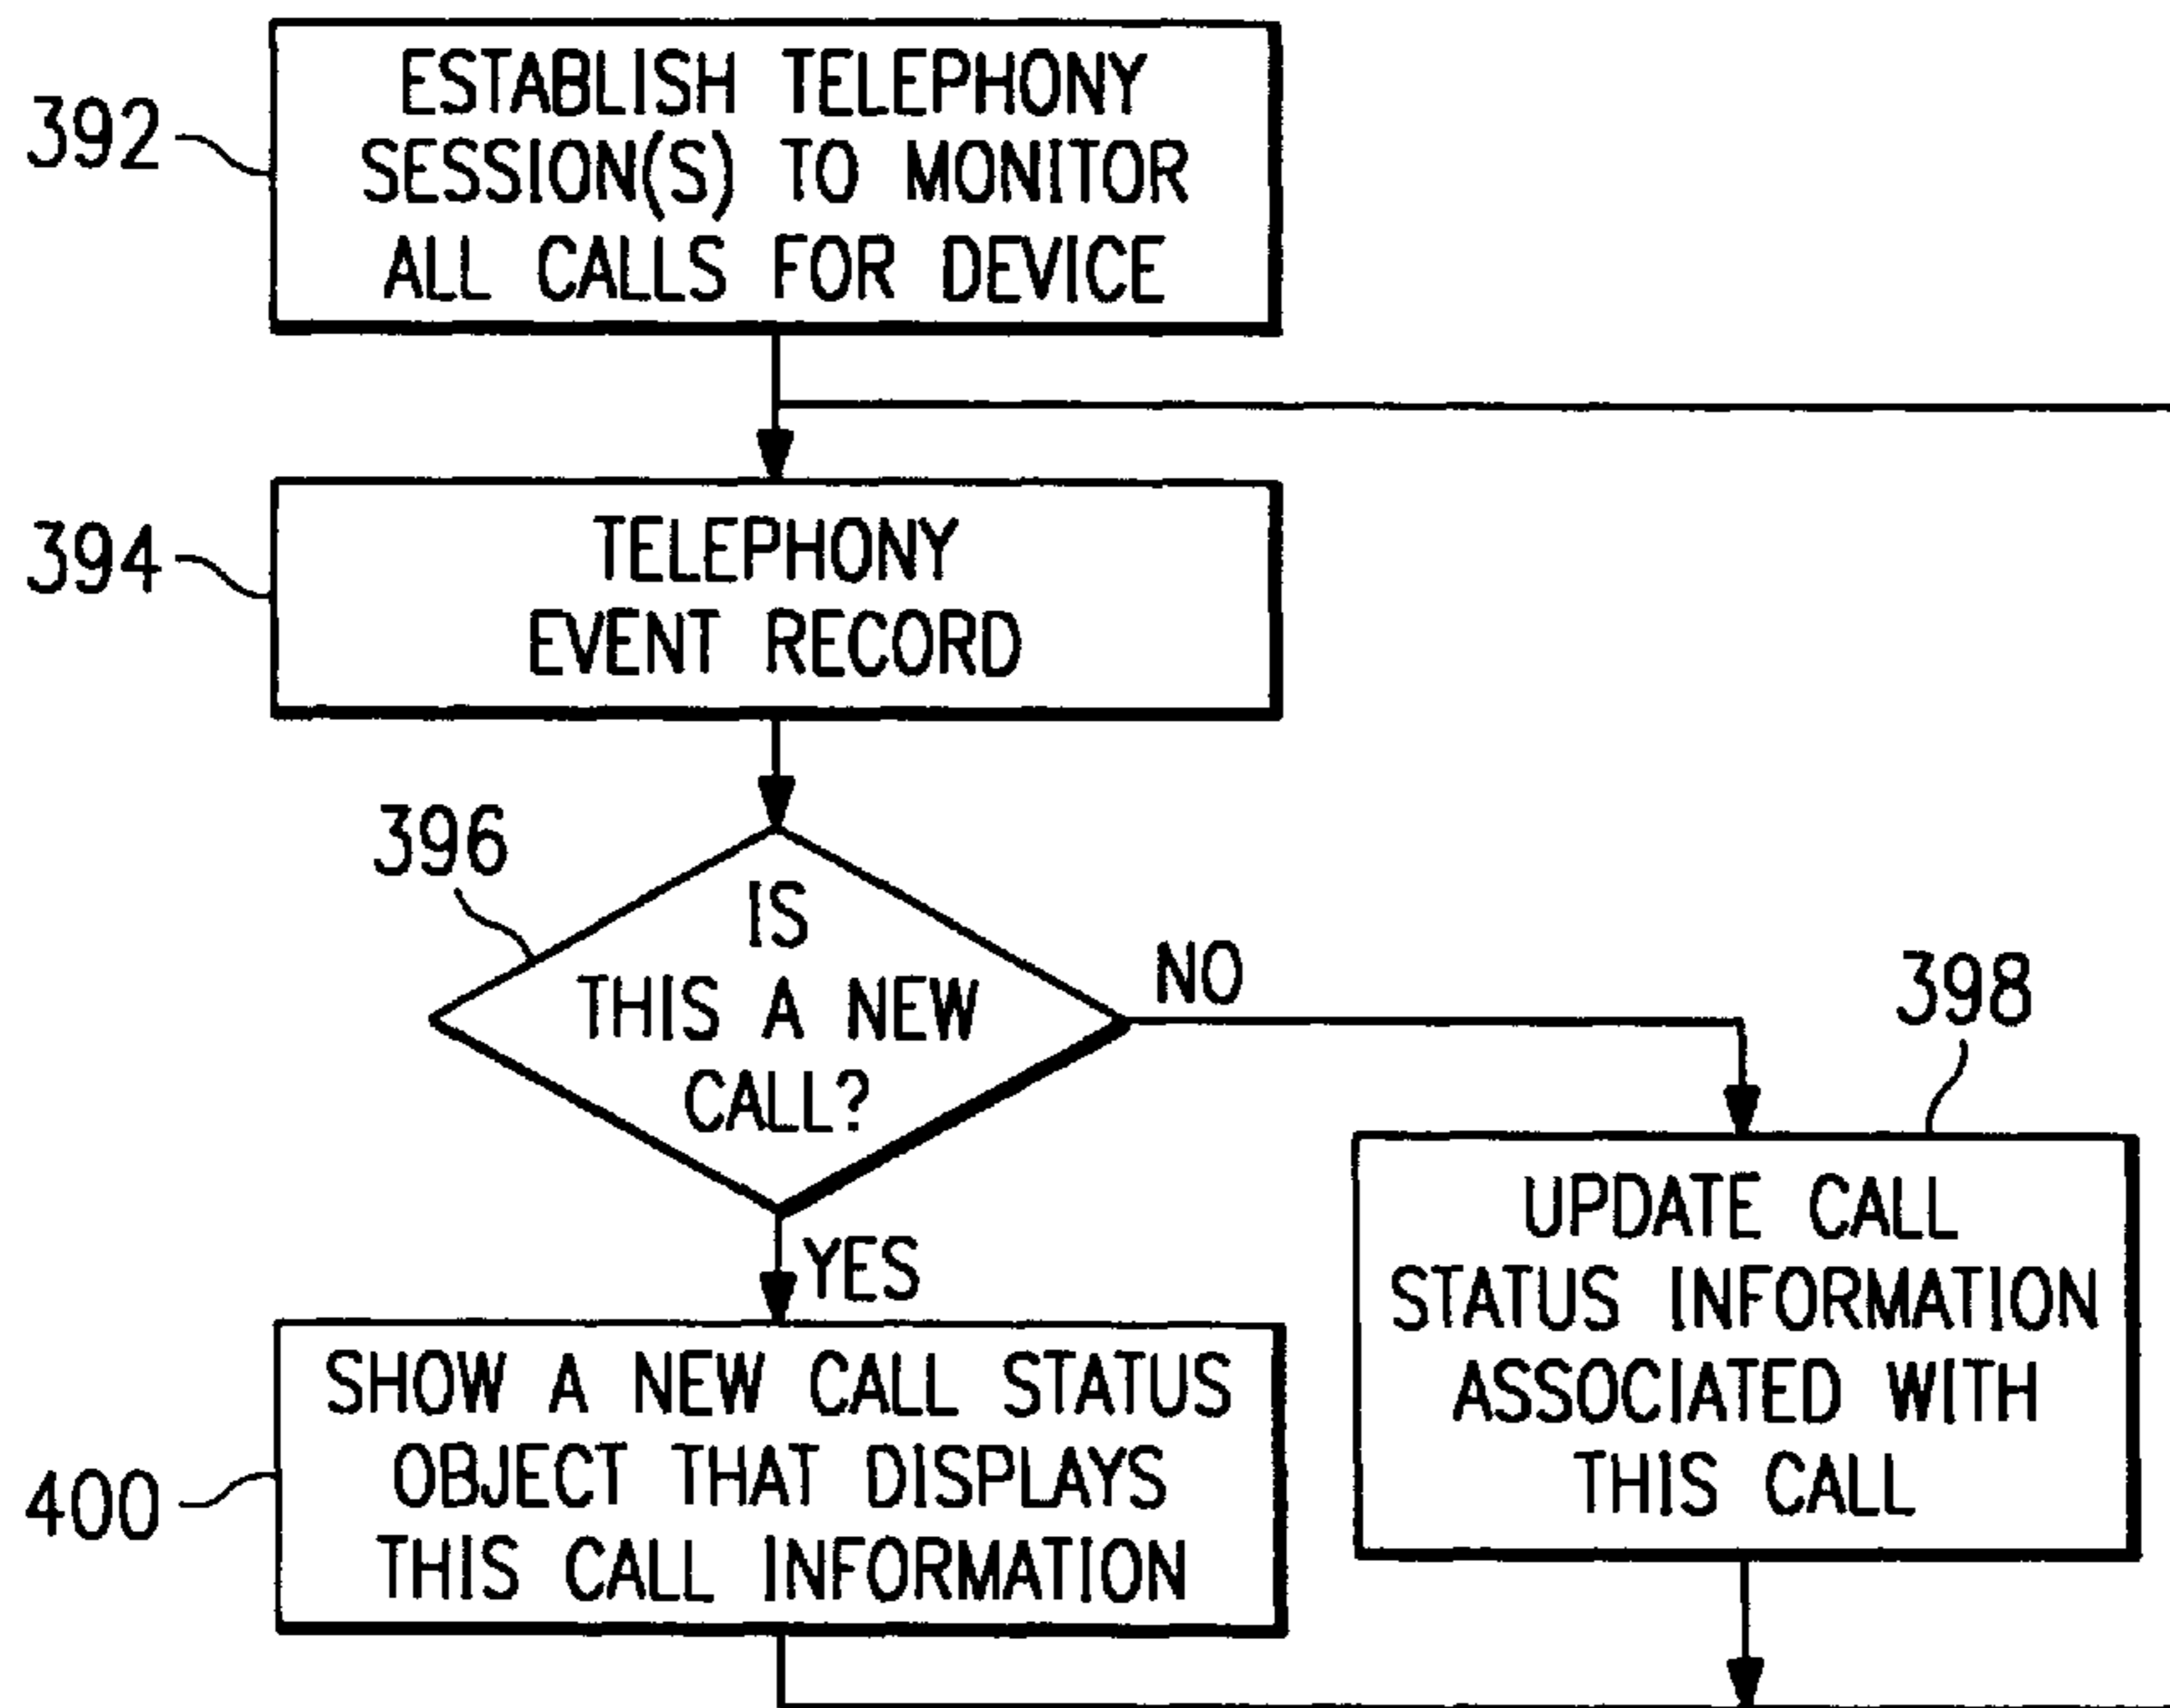 392
ESTABLISH TELEPHONY
SESSION(S) TO MONITOR
ALL CALLS FOR DEVICE
394
TELEPHONY
EVENT RECORD
396
IS
THIS A NEW
CALL?
NO
YES
398
UPDATE CALL
STATUS INFORMATION
ASSOCIATED WITH
THIS CALL
400
SHOW A NEW CALL STATUS
OBJECT THAT DISPLAYS
THIS CALL INFORMATION